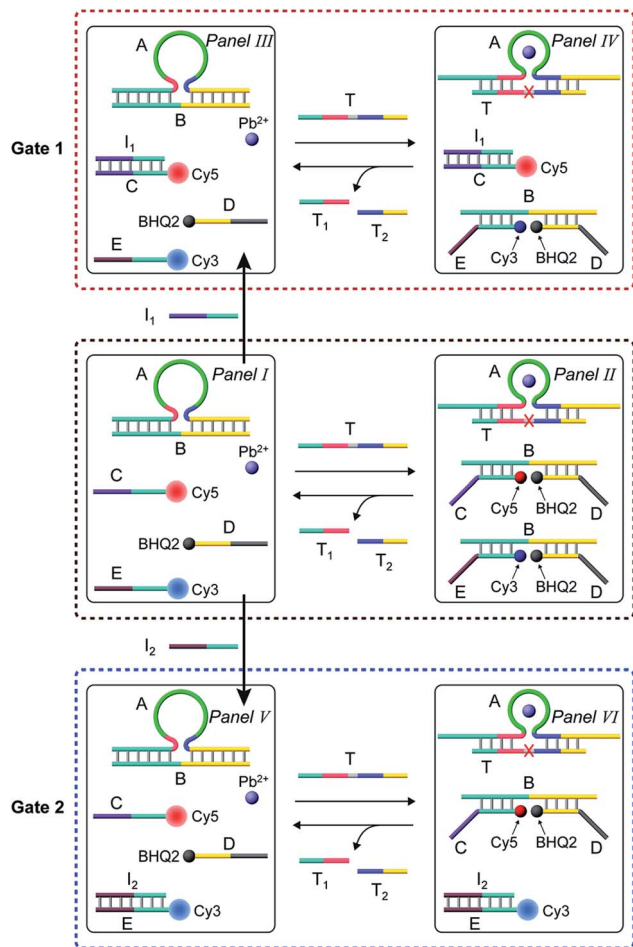 Gate 1
Panel III
A
B
Pb2+
I1
C
Cy5
D
BHQ2
E
Cy3
T
T1
T2
Panel IV
A
T
X
I1
C
Cy5
B
Cy3
BHQ2
E
D
I1
Panel I
A
B
Pb2+
C
Cy5
D
BHQ2
E
Cy3
T
T1
T2
Panel II
A
T
X
B
Cy5
BHQ2
C
D
B
Cy3
BHQ2
E
D
I2
Gate 2
Panel V
A
B
Pb2+
C
Cy5
D
BHQ2
I2
E
Cy3
T
T1
T2
Panel VI
A
T
X
B
Cy5
BHQ2
C
D
I2
E
Cy3